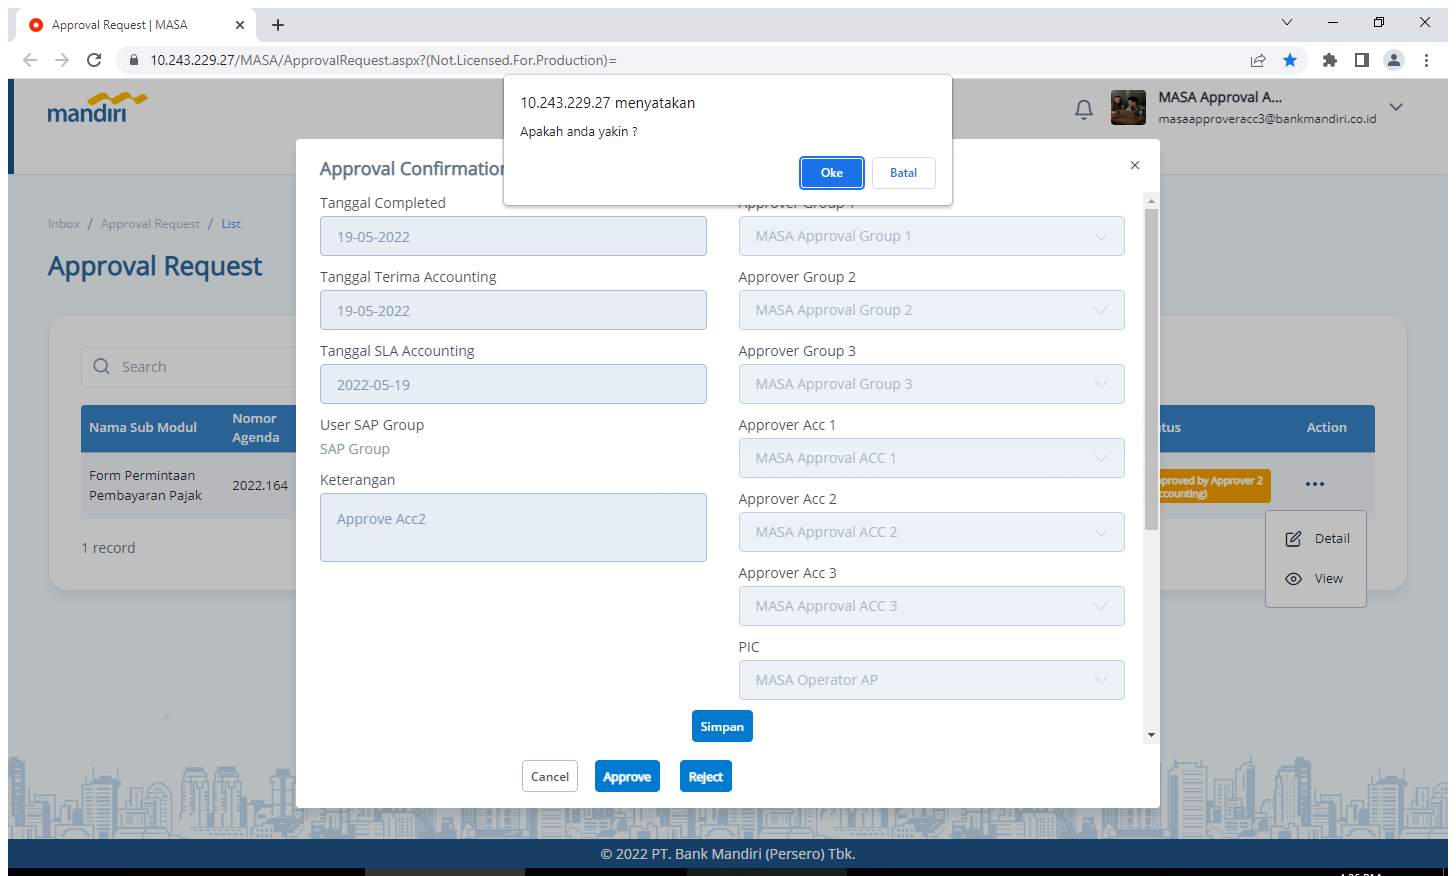 Approval Request | MASA
10.243.229.27/MASA/ApprovalRequest.aspx?(Not.Licensed.For.Production)=
10.243.229.27 menyatakan
Apakah anda yakin ?
Oke
Batal
mandiri
MASA Approval A...
masaapproveracc3@bankmandiri.co.id
Inbox / Approval Request / List
Approval Request
Search
Nama Sub Modul
Nomor
Agenda
tus
Action
Form Permintaan
Pembayaran Pajak
2022.164
proved by Approver 2
counting)
Detail
View
1 record
Approval Confirmation
Tanggal Completed
19-05-2022
Tanggal Terima Accounting
19-05-2022
Tanggal SLA Accounting
2022-05-19
User SAP Group
SAP Group
Keterangan
Approve Acc2
Approver Group 1
MASA Approval Group 1
Approver Group 2
MASA Approval Group 2
Approver Group 3
MASA Approval Group 3
Approver Acc 1
MASA Approval ACC 1
Approver Acc 2
MASA Approval ACC 2
Approver Acc 3
MASA Approval ACC 3
PIC
MASA Operator AP
Simpan
Cancel
Approve
Reject
© 2022 PT. Bank Mandiri (Persero) Tbk.